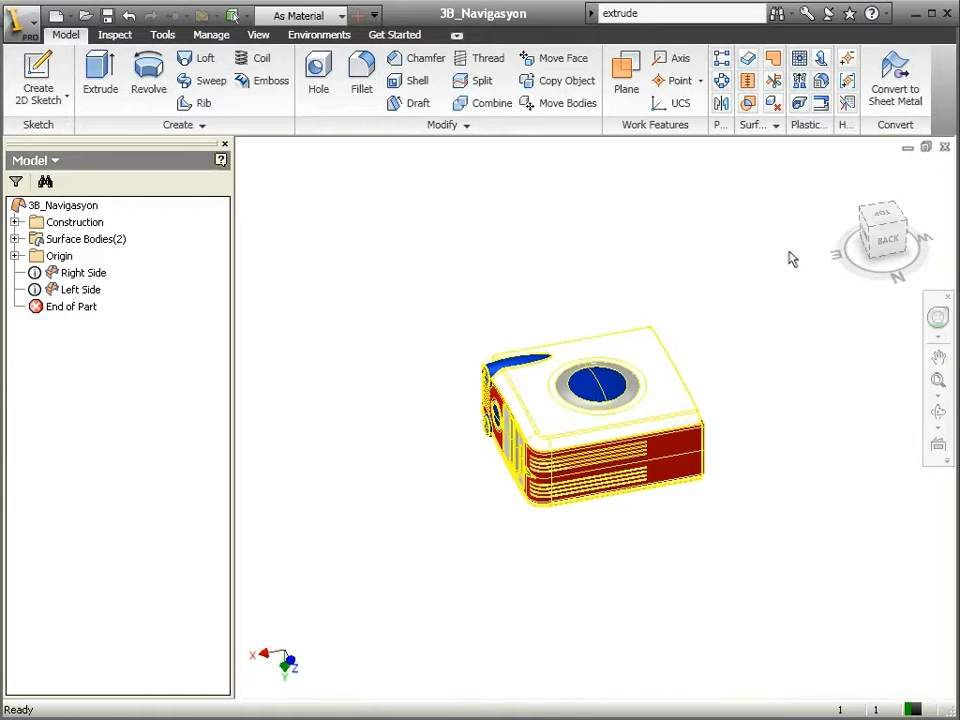 As Material
3B_Navigasyon
extrude
PRO
Model
Inspect
Tools
Manage
View
Environments
Get Started
Create
2D Sketch
Extrude
Revolve
Loft
Sweep
Rib
Coil
Emboss
Hole
Fillet
Chamfer
Shell
Draft
Thread
Split
Combine
Move Face
Copy Object
Move Bodies
Plane
Axis
Point
UCS
Convert to
Sheet Metal
Sketch
Create
Modify
Work Features
P...
Surf...
Plastic...
H...
Convert
Model
3B_Navigasyon
Construction
Surface Bodies(2)
Origin
Right Side
Left Side
End of Part
TOP
BACK
E
W
N
X
Y
Z
Ready
1
1